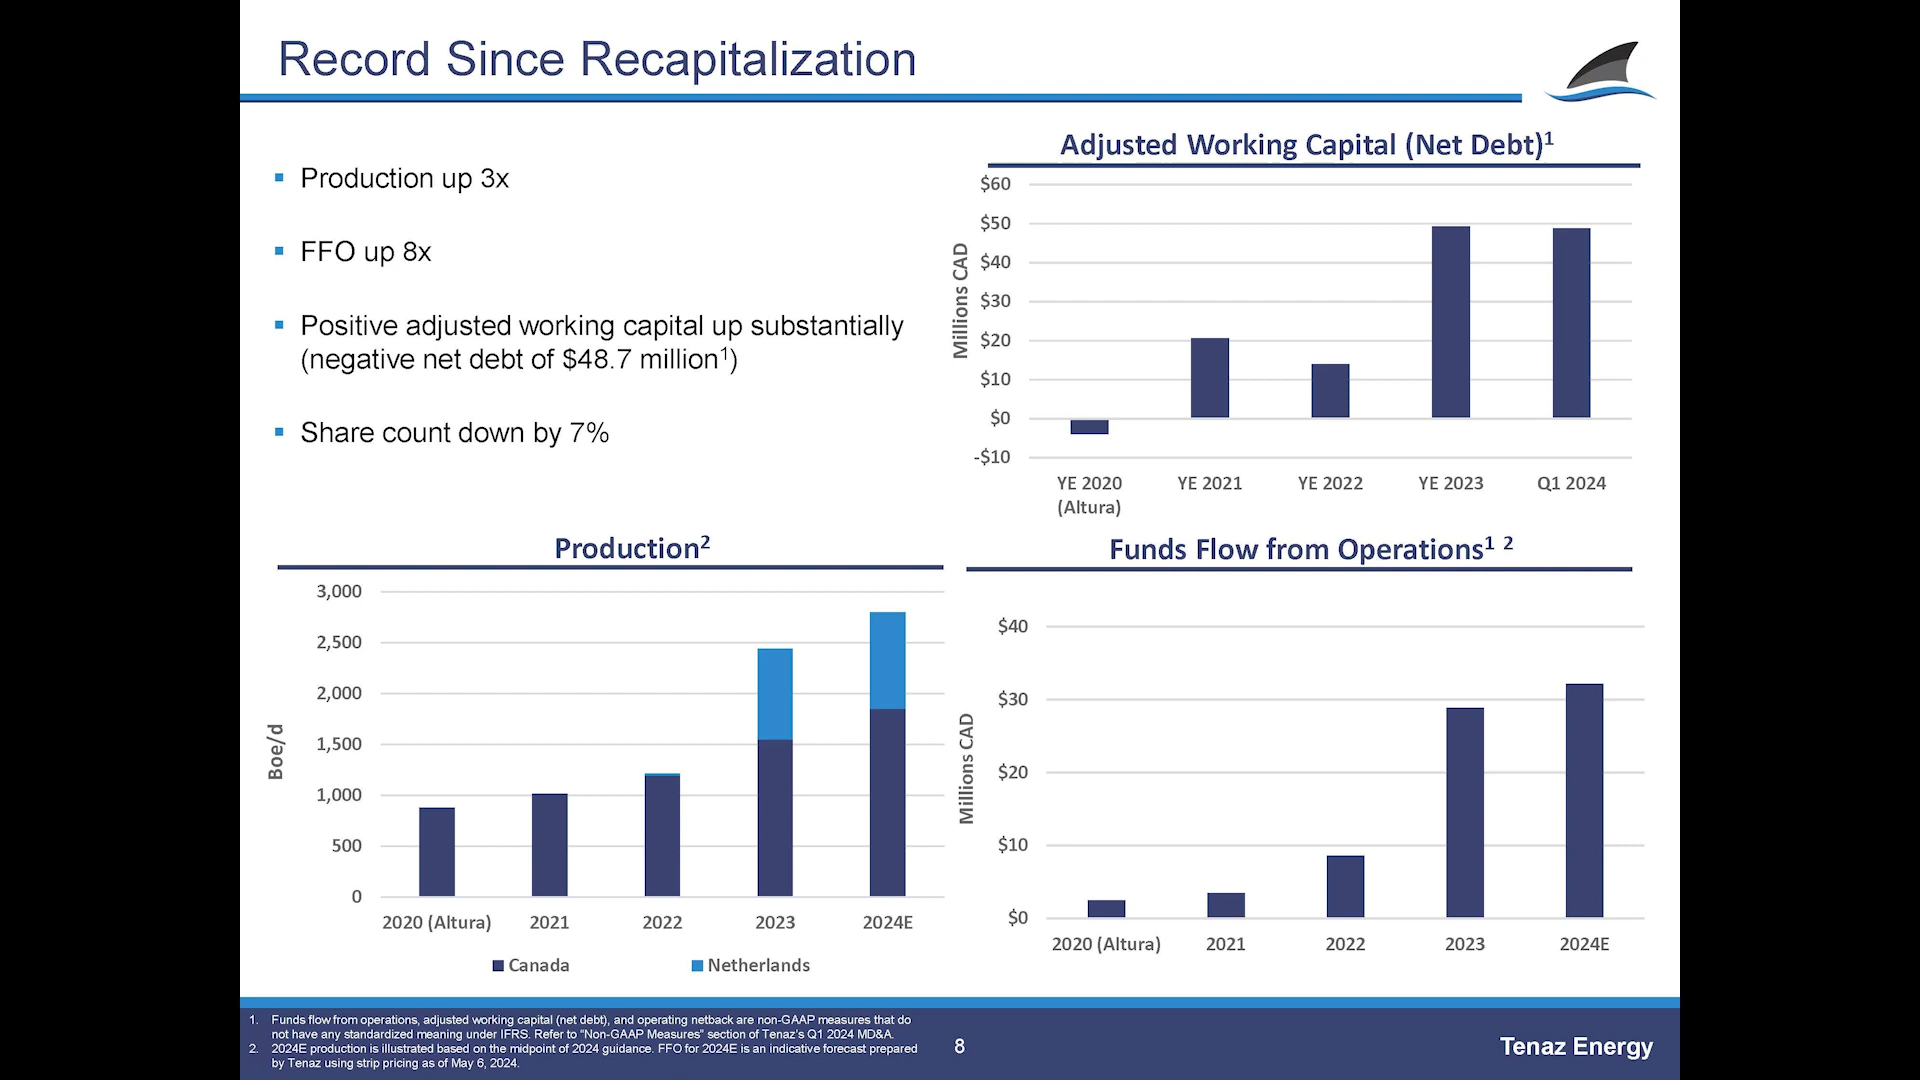 Record Since Recapitalization
Production up 3x
FFO up 8x
Positive adjusted working capital up substantially
(negative net debt of $48.7 million1)
Share count down by 7%
Adjusted Working Capital (Net Debt)1
$60
$50
$40
$30
$20
$10
$0
-$10
Millions CAD
YE 2020 YE 2021 YE 2022 YE 2023 Q1 2024
(Altura)
Production2
3,000
2,500
2,000
1,500
1,000
500
0
Boe/d
2020 (Altura) 2021 2022 2023 2024E
Canada Netherlands
Funds Flow from Operations1 2
$40
$30
$20
$10
$0
Millions CAD
2020 (Altura) 2021 2022 2023 2024E
1. Funds flow from operations, adjusted working capital (net debt), and operating netback are non-GAAP measures that do
not have any standardized meaning under IFRS. Refer to “Non-GAAP Measures” section of Tenaz’s Q1 2024 MD&A.
2. 2024E production is illustrated based on the midpoint of 2024 guidance. FFO for 2024E is an indicative forecast prepared
by Tenaz using strip pricing as of May 6, 2024.
8
Tenaz Energy